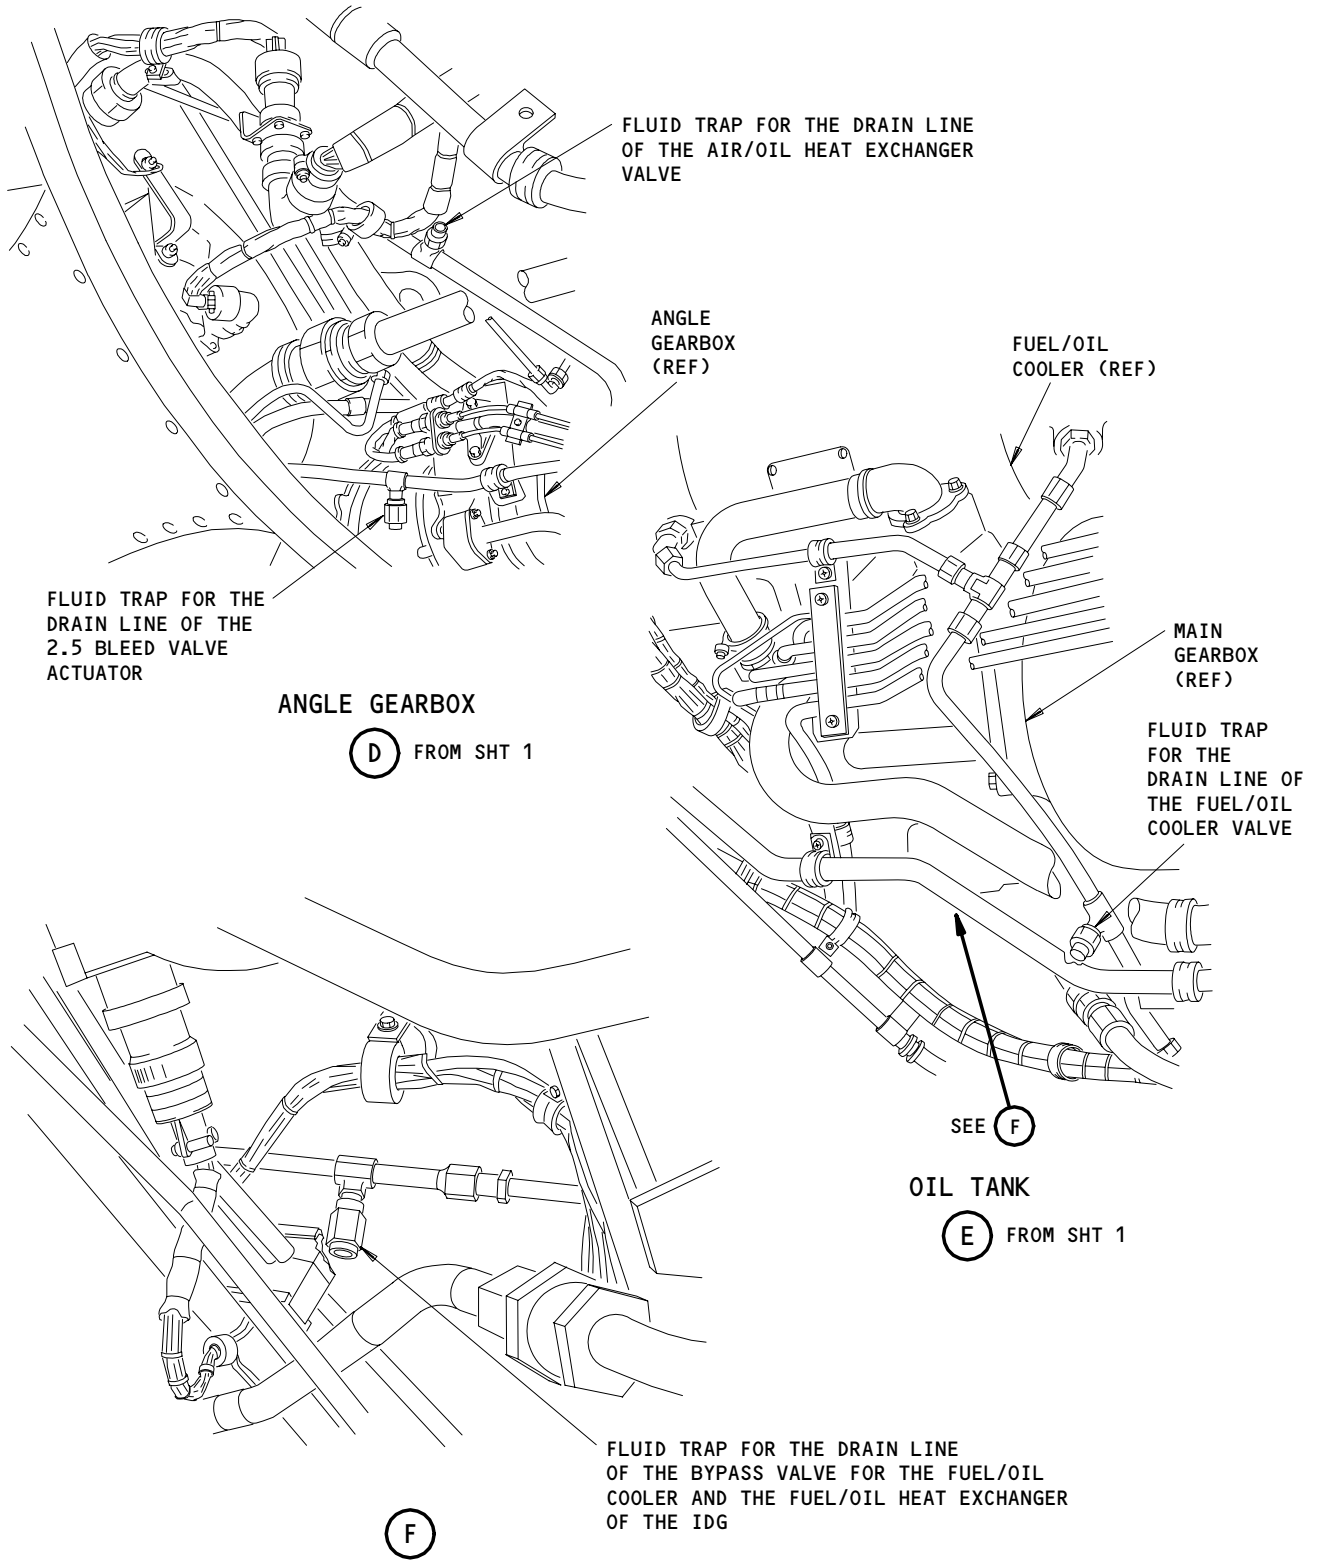 FLUID TRAP FOR THE DRAIN LINE
OF THE AIR/OIL HEAT EXCHANGER
VALVE
ANGLE
GEARBOX
(REF)
FUEL/OIL
COOLER (REF)
FLUID TRAP FOR THE
DRAIN LINE OF THE
2.5 BLEED VALVE
ACTUATOR
MAIN
GEARBOX
(REF)
ANGLE GEARBOX
D FROM SHT 1
FLUID TRAP
FOR THE
DRAIN LINE OF
THE FUEL/OIL
COOLER VALVE
SEE F
OIL TANK
E FROM SHT 1
FLUID TRAP FOR THE DRAIN LINE
OF THE BYPASS VALVE FOR THE FUEL/OIL
COOLER AND THE FUEL/OIL HEAT EXCHANGER
OF THE IDG
F